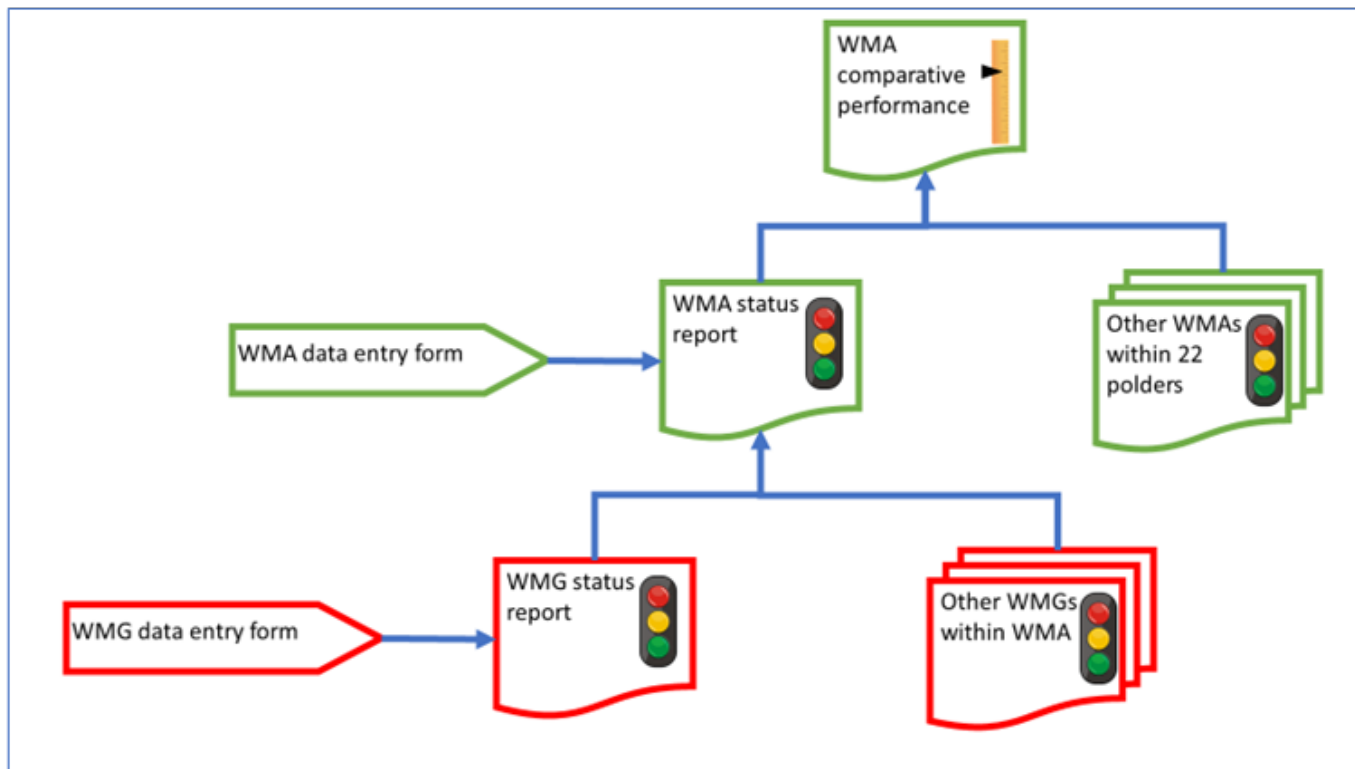 WMA
comparative
performance
WMA status
report
Other WMAs
within 22
polders
WMA data entry form
WMG status
report
Other WMGs
within WMA
WMG data entry form